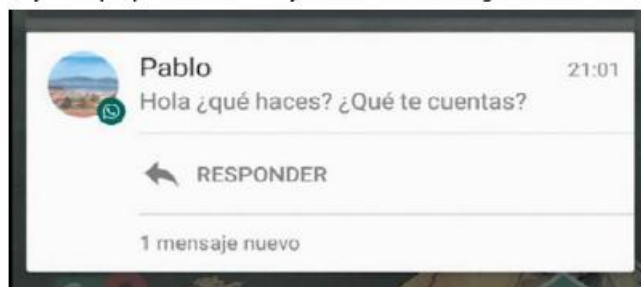 Pablo 21:01
Hola ¿qué haces? ¿Qué te cuentas?
RESPONDER
1 mensaje nuevo